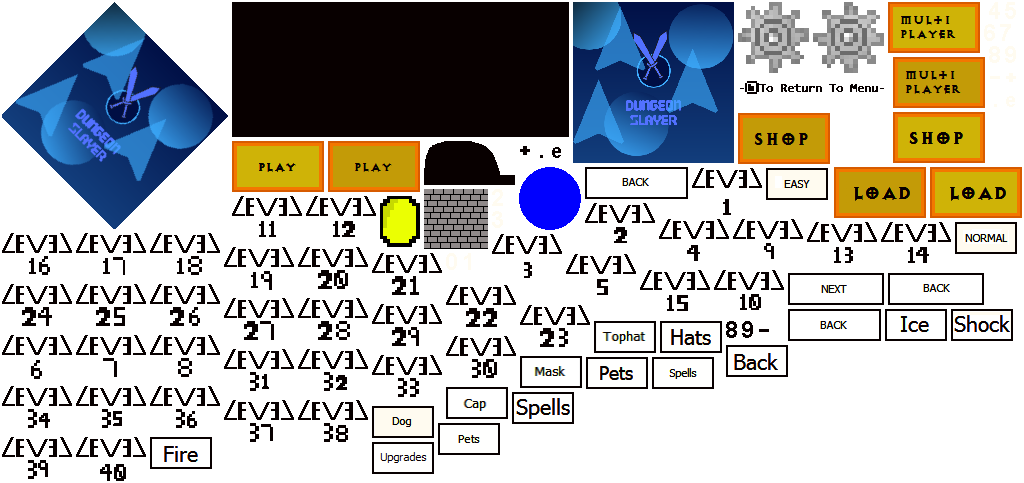 DUNGEON
SLAYER
DUNGEON
SLAYER
-To Return To Menu-
MULTI
PLAYER
45
67
89
-+
.e
MULTI
PLAYER
SHOP
SHOP
PLAY
PLAY
+.e
BACK
LEVEL
1
EASY
LOAD
LOAD
LEVEL
11
LEVEL
12
LEVEL
2
LEVEL
3
LEVEL
4
LEVEL
9
LEVEL
13
LEVEL
14
NORMAL
LEVEL
16
LEVEL
17
LEVEL
18
LEVEL
19
LEVEL
20
LEVEL
21
01
LEVEL
5
LEVEL
15
LEVEL
10
NEXT
BACK
LEVEL
24
LEVEL
25
LEVEL
26
LEVEL
27
LEVEL
28
LEVEL
29
LEVEL
22
LEVEL
23
Tophat
Hats
89-
BACK
Ice
Shock
LEVEL
6
LEVEL
7
LEVEL
8
LEVEL
31
LEVEL
32
LEVEL
33
LEVEL
30
Mask
Pets
Spells
Back
LEVEL
34
LEVEL
35
LEVEL
36
LEVEL
37
LEVEL
38
Dog
Cap
Spells
Pets
LEVEL
39
LEVEL
40
Fire
Upgrades